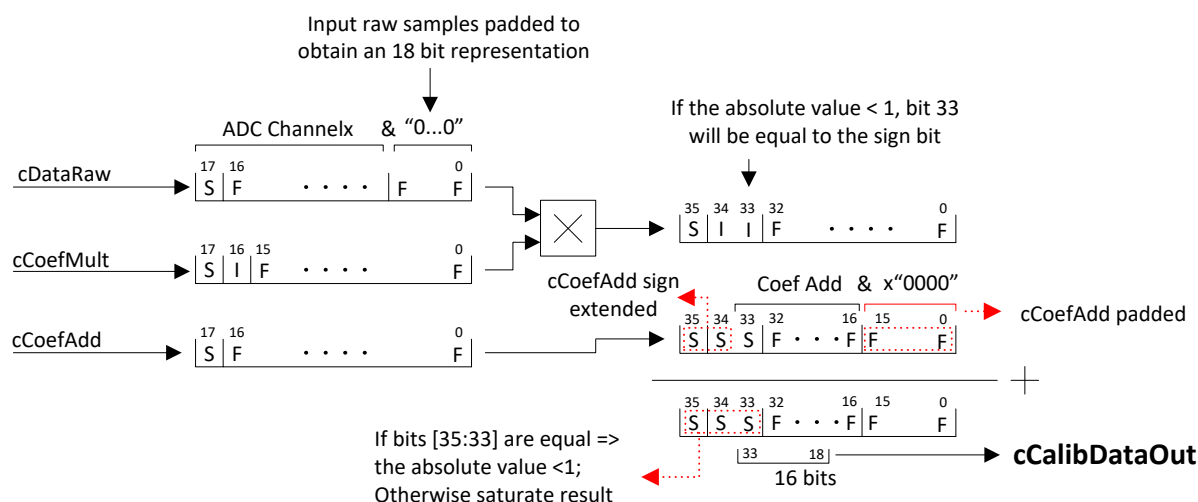 Input raw samples padded to
obtain an 18 bit representation
If the absolute value < 1, bit 33
will be equal to the sign bit
ADC Channelx & “0...0”
17 16 0
cDataRaw
S F · · · · F F
35 34 33 32 0
S I I F · · · · F
17 16 15 0
cCoefMult
S I F · · · · F
cCoefAdd sign
extended
Coef Add & x“0000”
17 16 0
cCoefAdd
S F · · · · F
35 34 33 32 16 15 0
S S S F · · · F F F
cCoefAdd padded
+
35 34 33 32 16 15 0
S S S F · · · F F F
If bits [35:33] are equal =>
the absolute value <1;
Otherwise saturate result
33 18
16 bits
cCalibDataOut